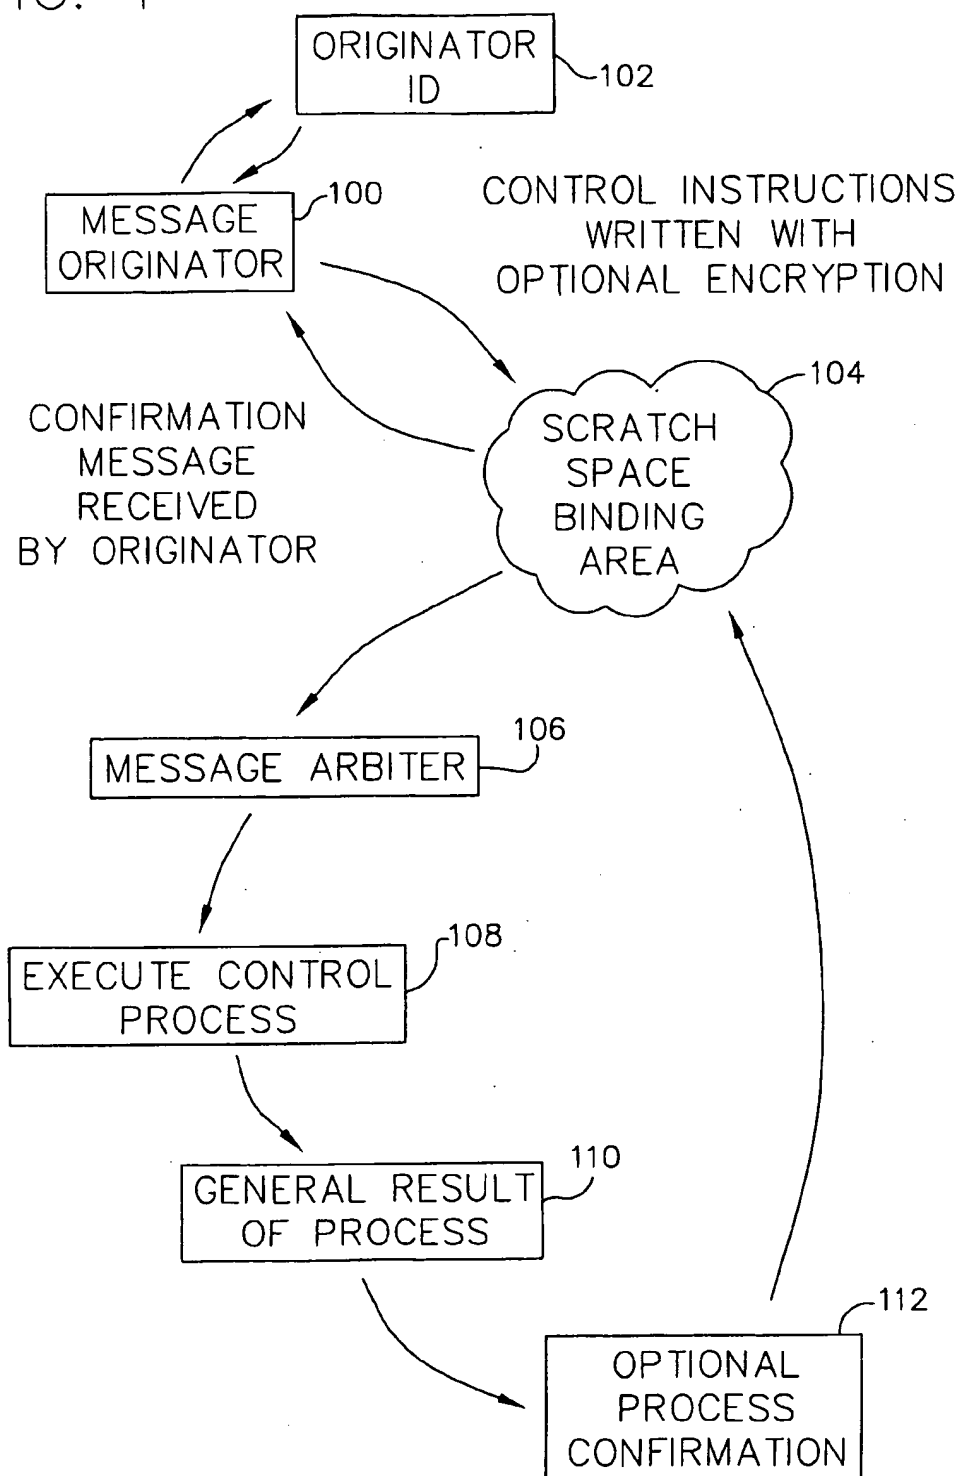 ORIGINATOR
ID
102
100
MESSAGE
ORIGINATOR
CONTROL INSTRUCTIONS
WRITTEN WITH
OPTIONAL ENCRYPTION
104
SCRATCH
SPACE
BINDING
AREA
CONFIRMATION
MESSAGE
RECEIVED
BY ORIGINATOR
106
MESSAGE ARBITER
108
EXECUTE CONTROL
PROCESS
110
GENERAL RESULT
OF PROCESS
112
OPTIONAL
PROCESS
CONFIRMATION